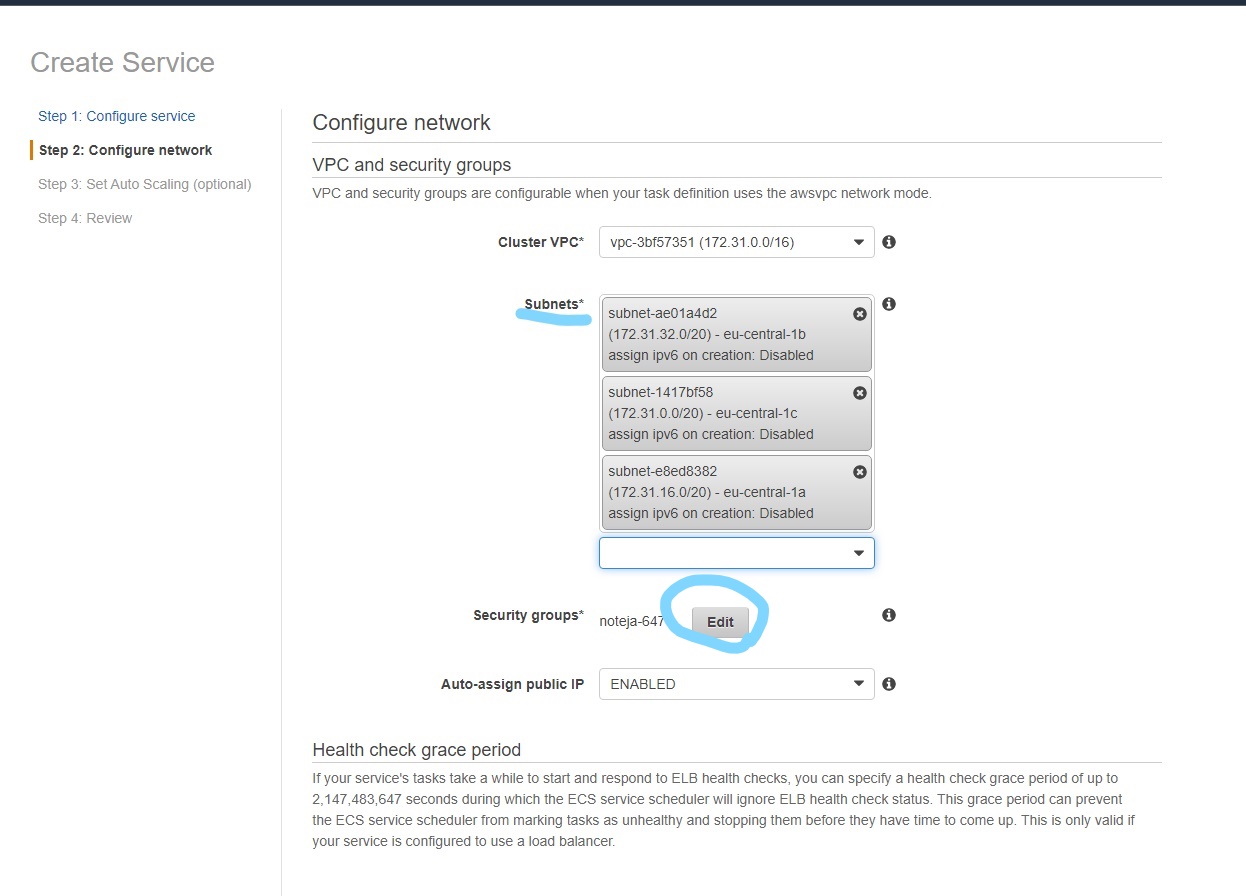 Create Service
Step 1: Configure service
Step 2: Configure network
Step 3: Set Auto Scaling (optional)
Step 4: Review
Configure network
VPC and security groups
VPC and security groups are configurable when your task definition uses the awsvpc network mode.
Cluster VPC* vpc-3bf57351 (172.31.0.0/16)
Subnets*
subnet-ae01a4d2
(172.31.32.0/20) - eu-central-1b
assign ipv6 on creation: Disabled
subnet-1417bf58
(172.31.0.0/20) - eu-central-1c
assign ipv6 on creation: Disabled
subnet-e8ed8382
(172.31.16.0/20) - eu-central-1a
assign ipv6 on creation: Disabled
Security groups* noteja-647 Edit
Auto-assign public IP ENABLED
Health check grace period
If your service's tasks take a while to start and respond to ELB health checks, you can specify a health check grace period of up to
2,147,483,647 seconds during which the ECS service scheduler will ignore ELB health check status. This grace period can prevent
the ECS service scheduler from marking tasks as unhealthy and stopping them before they have time to come up. This is only valid if
your service is configured to use a load balancer.